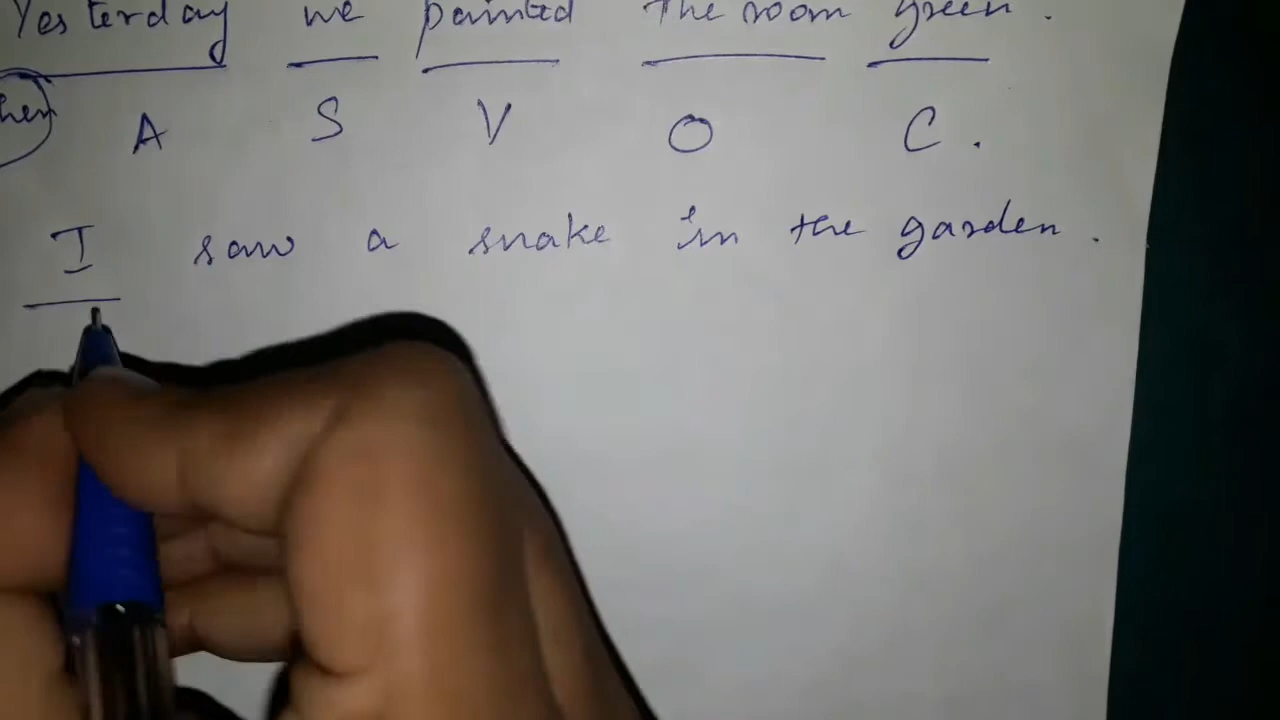 Yesterday we painted the room green.
A S V O C.
I saw a snake in the garden.